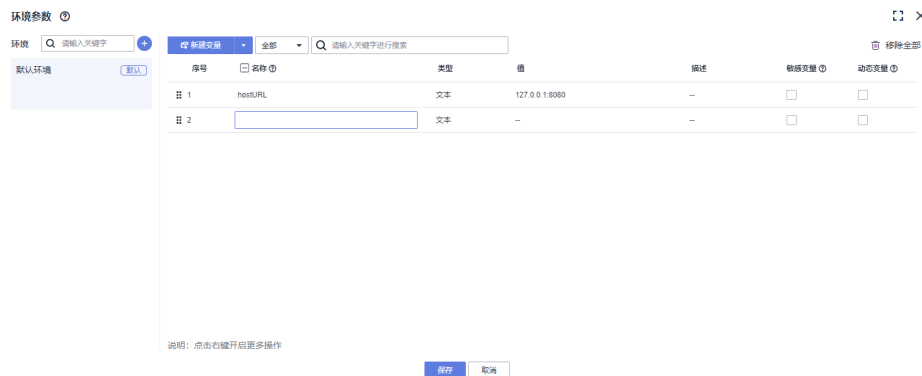 环境参数
环境 请输入关键字
默认环境 默认
新建变量 全部 请输入关键字进行搜索 移除全部
序号 名称 类型 值 描述 敏感变量 动态变量
1 hostURL 文本 127.0.0.1:8080 --
2 文本 -- --
说明：点击右键开启更多操作
保存 取消